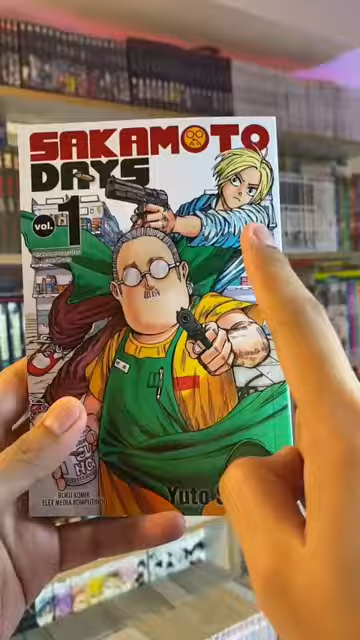 SAKAMOTO
DAYS
vol.
1
BUKU KOMIK
ELEX MEDIA KOMPUTINDO
Yuto S